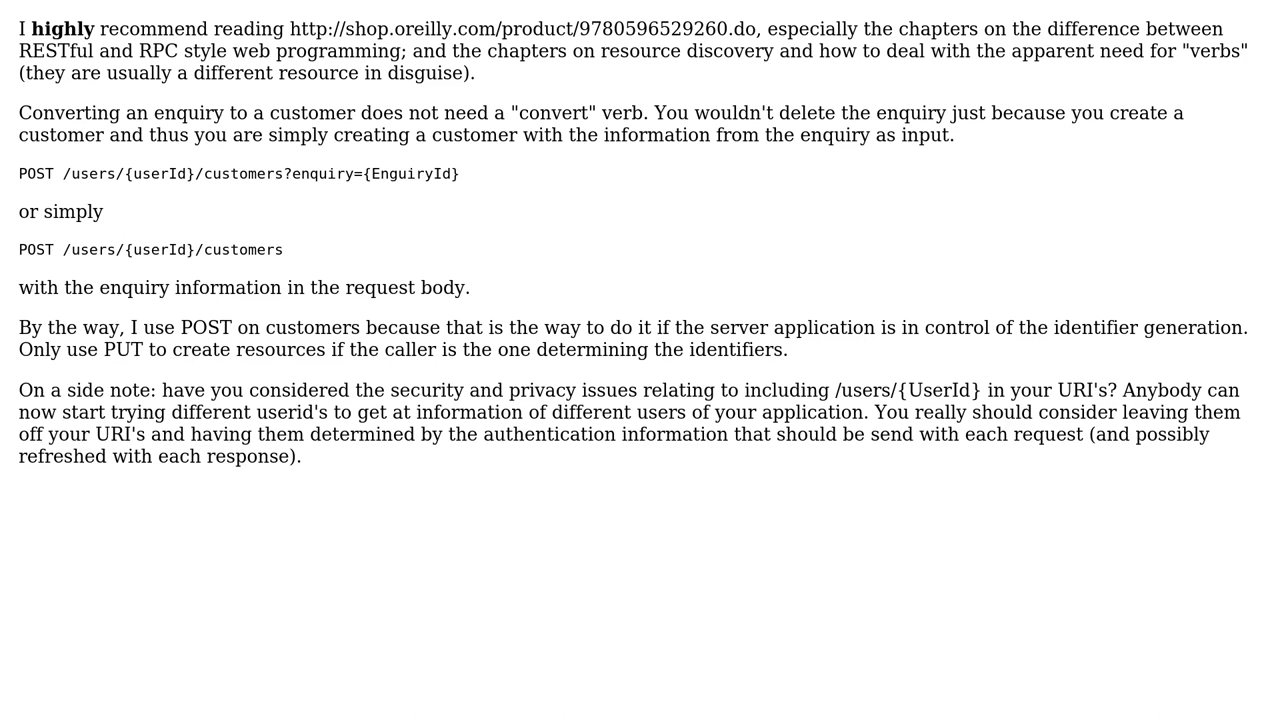 I highly recommend reading http://shop.oreilly.com/product/9780596529260.do, especially the chapters on the difference between
RESTful and RPC style web programming; and the chapters on resource discovery and how to deal with the apparent need for "verbs"
(they are usually a different resource in disguise).
Converting an enquiry to a customer does not need a "convert" verb. You wouldn't delete the enquiry just because you create a
customer and thus you are simply creating a customer with the information from the enquiry as input.
POST /users/{userId}/customers?enquiry={EnguiryId}
or simply
POST /users/{userId}/customers
with the enquiry information in the request body.
By the way, I use POST on customers because that is the way to do it if the server application is in control of the identifier generation.
Only use PUT to create resources if the caller is the one determining the identifiers.
On a side note: have you considered the security and privacy issues relating to including /users/{UserId} in your URI's? Anybody can
now start trying different userid's to get at information of different users of your application. You really should consider leaving them
off your URI's and having them determined by the authentication information that should be send with each request (and possibly
refreshed with each response).